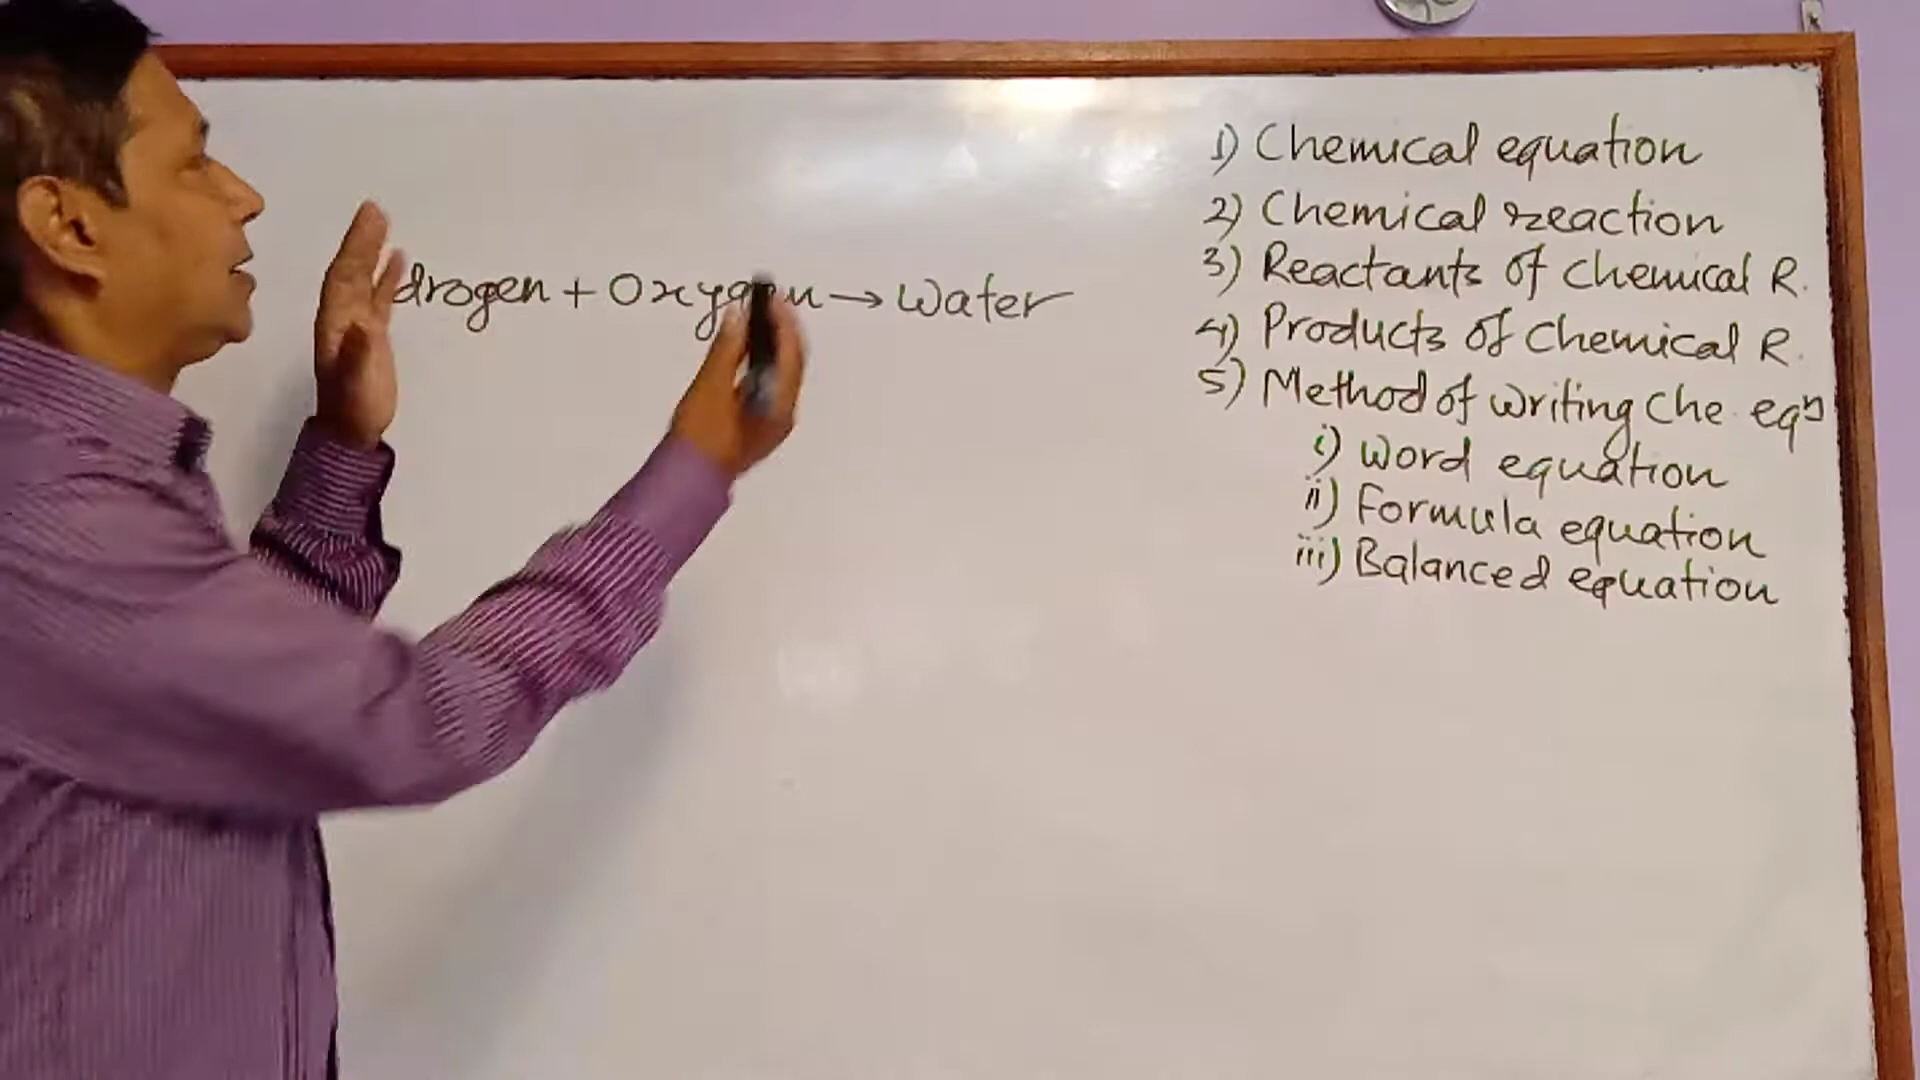 drogen + Oxygen → Water
1) Chemical equation
2) Chemical reaction
3) Reactants of Chemical R.
4) Products of Chemical R.
5) Method of writing Che eqn
i) Word equation
ii) Formula equation
iii) Balanced equation